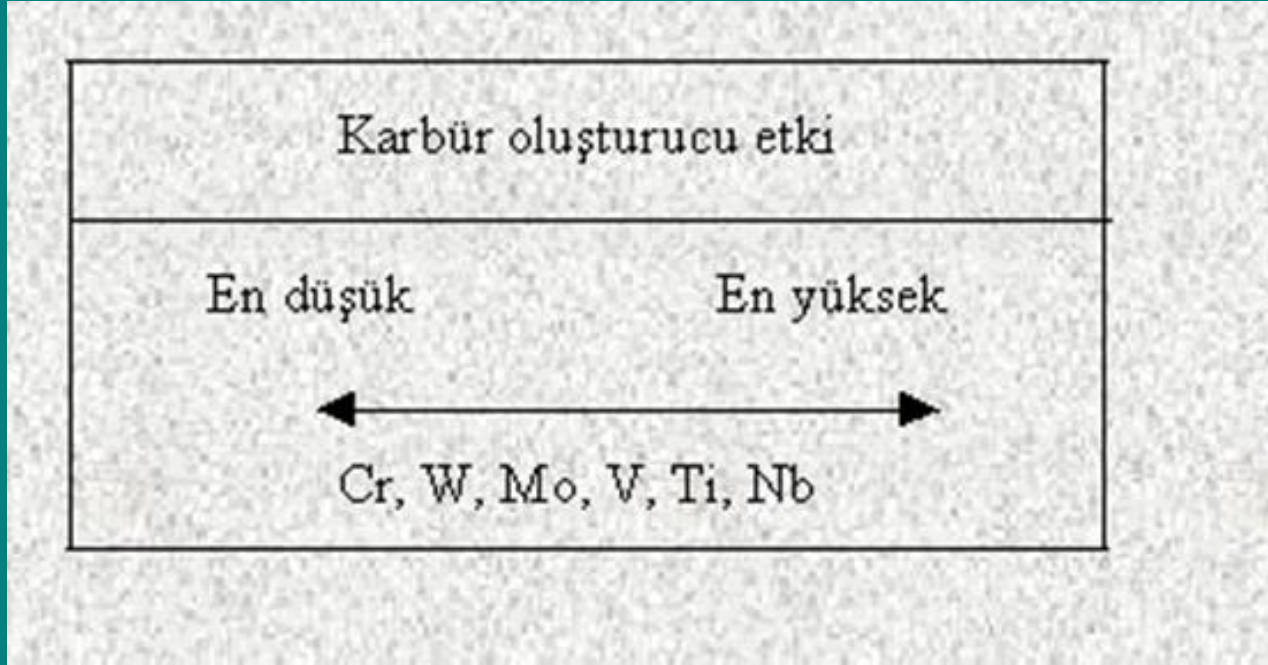 Karbür oluşturucu etki
En düşük En yüksek
Cr, W, Mo, V, Ti, Nb